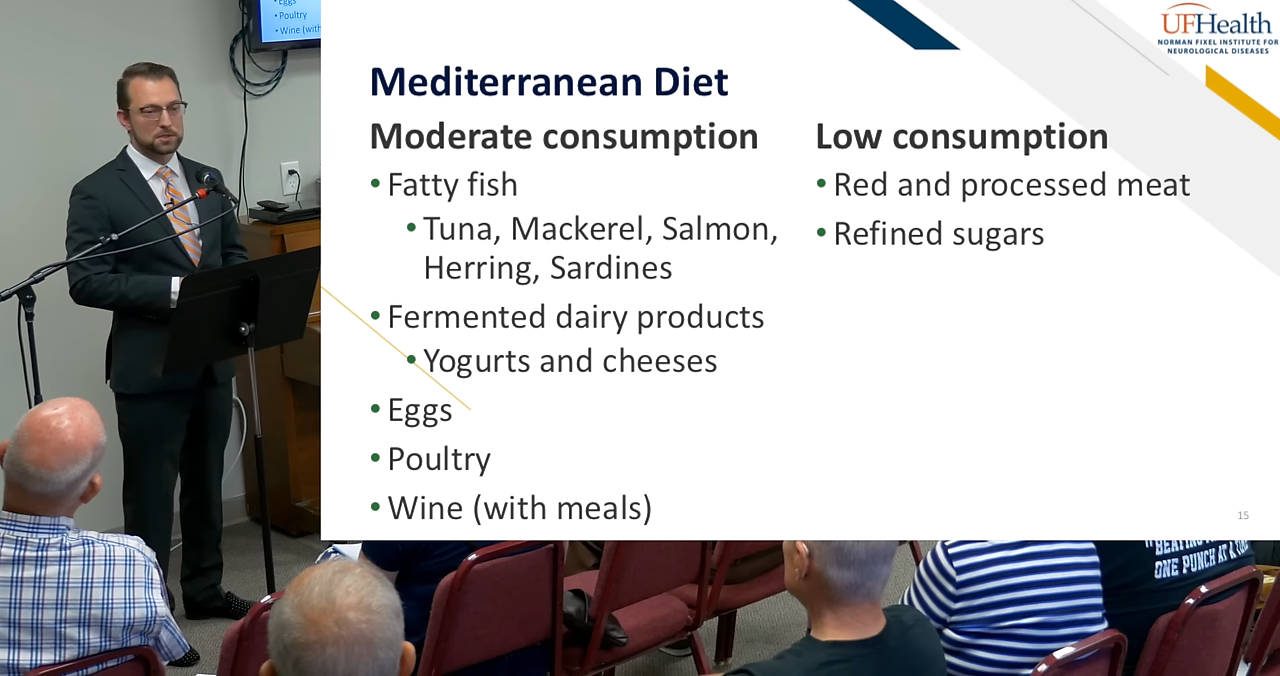 Eggs
• Poultry
• Wine (with
UFHealth
NORMAN FIXEL INSTITUTE FOR
NEUROLOGICAL DISEASES
Mediterranean Diet
Moderate consumption
• Fatty fish
• Tuna, Mackerel, Salmon,
Herring, Sardines
• Fermented dairy products
• Yogurts and cheeses
• Eggs
• Poultry
• Wine (with meals)
Low consumption
• Red and processed meat
• Refined sugars
15
ONE PUNCH AT A